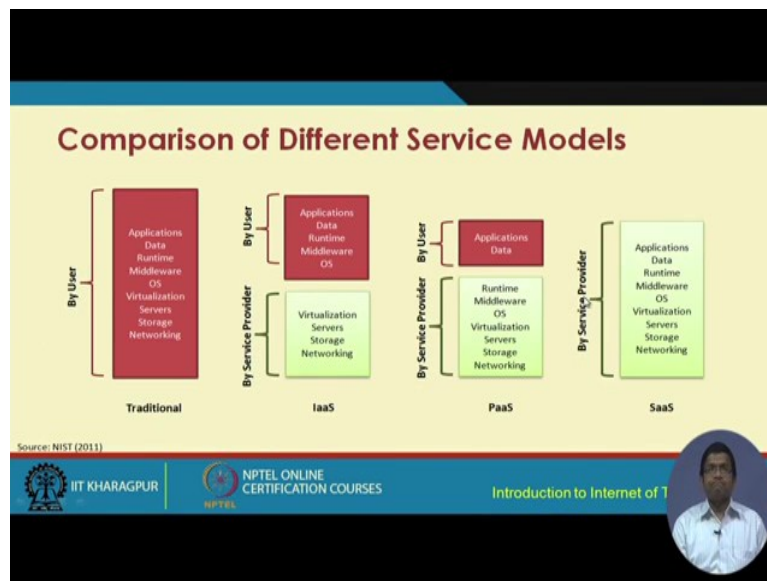 Comparison of Different Service Models
By User
Applications
Data
Runtime
Middleware
OS
Virtualization
Servers
Storage
Networking
Traditional
By User
Applications
Data
Runtime
Middleware
OS
By Service Provider
Virtualization
Servers
Storage
Networking
IaaS
By User
Applications
Data
By Service Provider
Runtime
Middleware
OS
Virtualization
Servers
Storage
Networking
PaaS
By Service Provider
Applications
Data
Runtime
Middleware
OS
Virtualization
Servers
Storage
Networking
SaaS
Source: NIST (2011)
IIT KHARAGPUR
NPTEL
NPTEL ONLINE
CERTIFICATION COURSES
Introduction to Internet of T